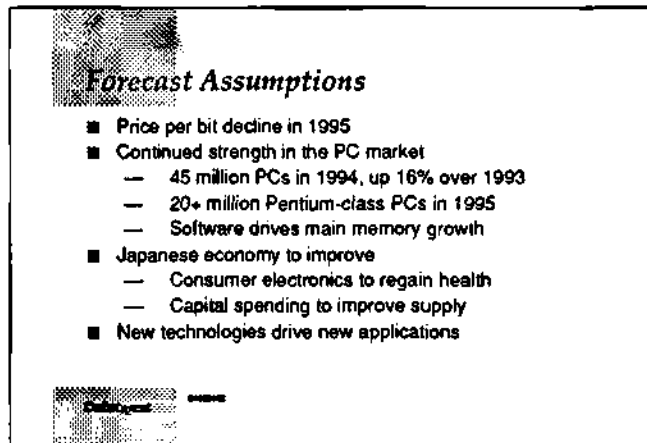 Forecast Assumptions
■ Price per bit decline in 1995
■ Continued strength in the PC market
— 45 million PCs in 1994, up 16% over 1993
— 20+ million Pentium-class PCs in 1995
— Software drives main memory growth
■ Japanese economy to improve
— Consumer electronics to regain health
— Capital spending to improve supply
■ New technologies drive new applications
Dataquest